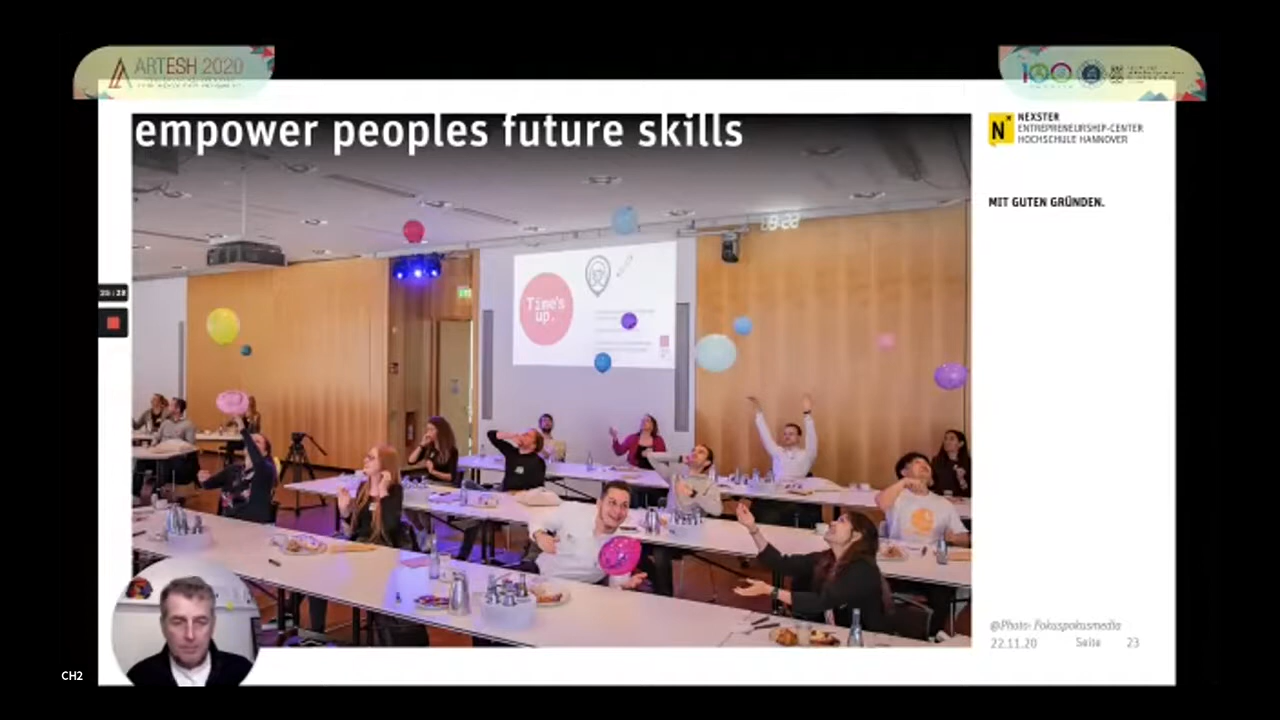 ARTESH 2020
100
empower peoples future skills
N
NEXSTER
ENTREPRENEURSHIP-CENTER
HOCHSCHULE HANNOVER
MIT GUTEN GRÜNDEN.
Time's
up.
@Photo: Fokuspokusmedia
22.11.20 Seite 23
CH2